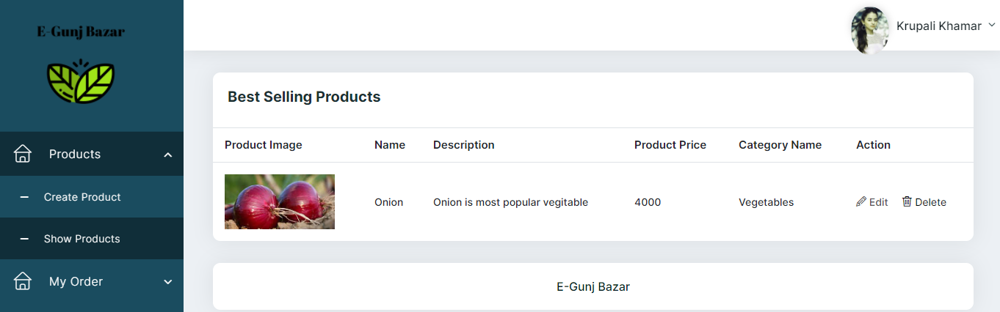 E-Gunj Bazar
Krupali Khamar
Products
Create Product
Show Products
My Order
Best Selling Products
Product Image Name Description Product Price Category Name Action
Onion Onion is most popular vegitable 4000 Vegetables Edit Delete
E-Gunj Bazar